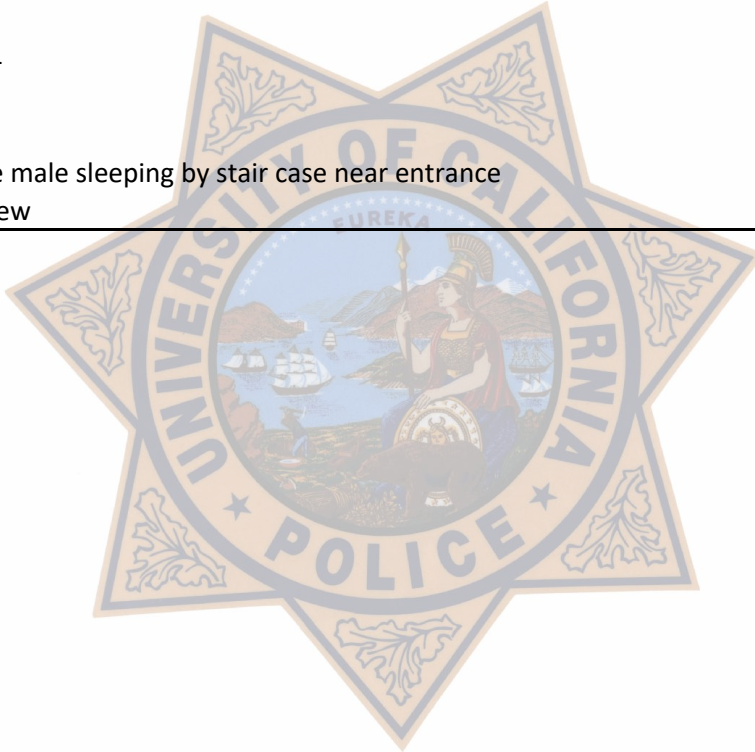 e male sleeping by stair case near entrance
ew
UNIVERSITY OF CALIFORNIA
EUREKA
POLICE